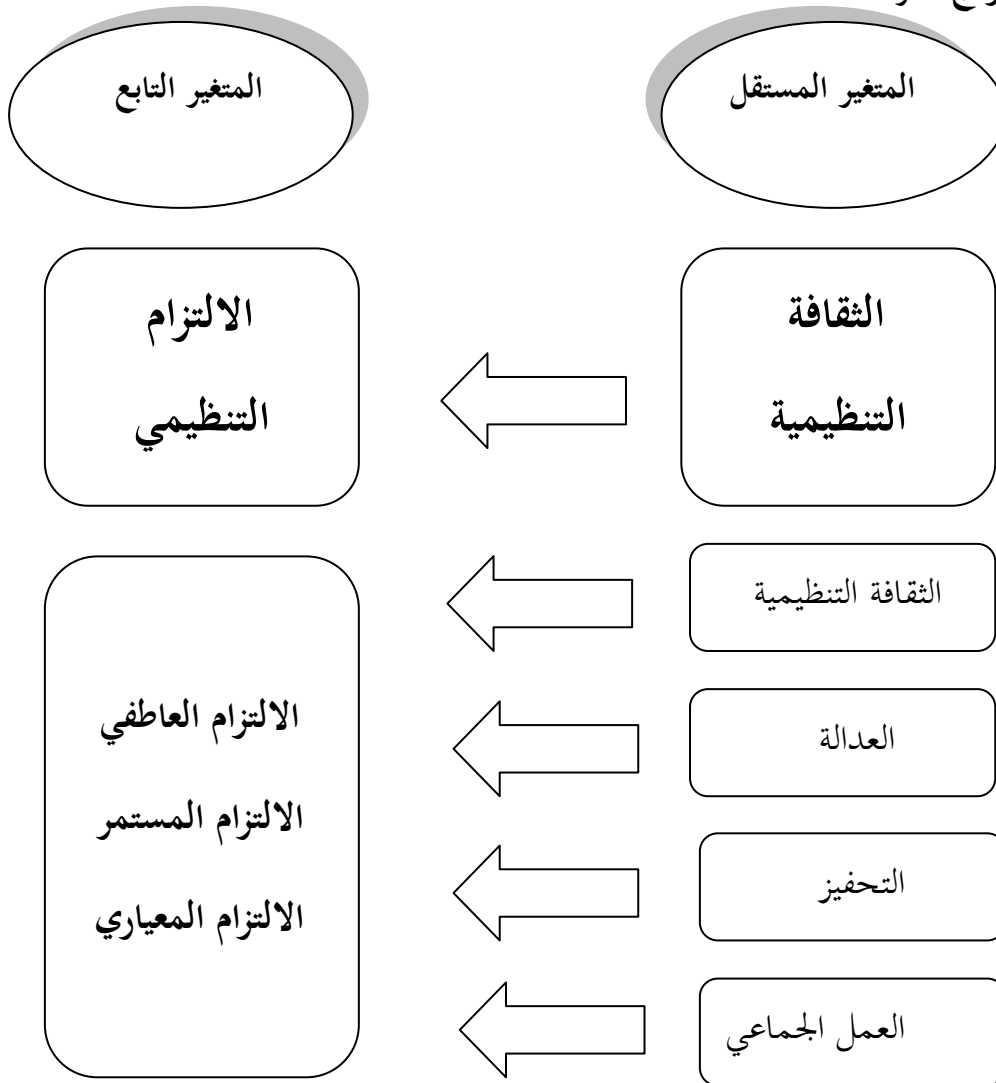 المتغير المستقل
المتغير التابع
الثقافة
التنظيمية
الالتزام
التنظيمي
الثقافة التنظيمية
العدالة
التحفيز
العمل الجماعي
الالتزام العاطفي
الالتزام المستمر
الالتزام المعياري